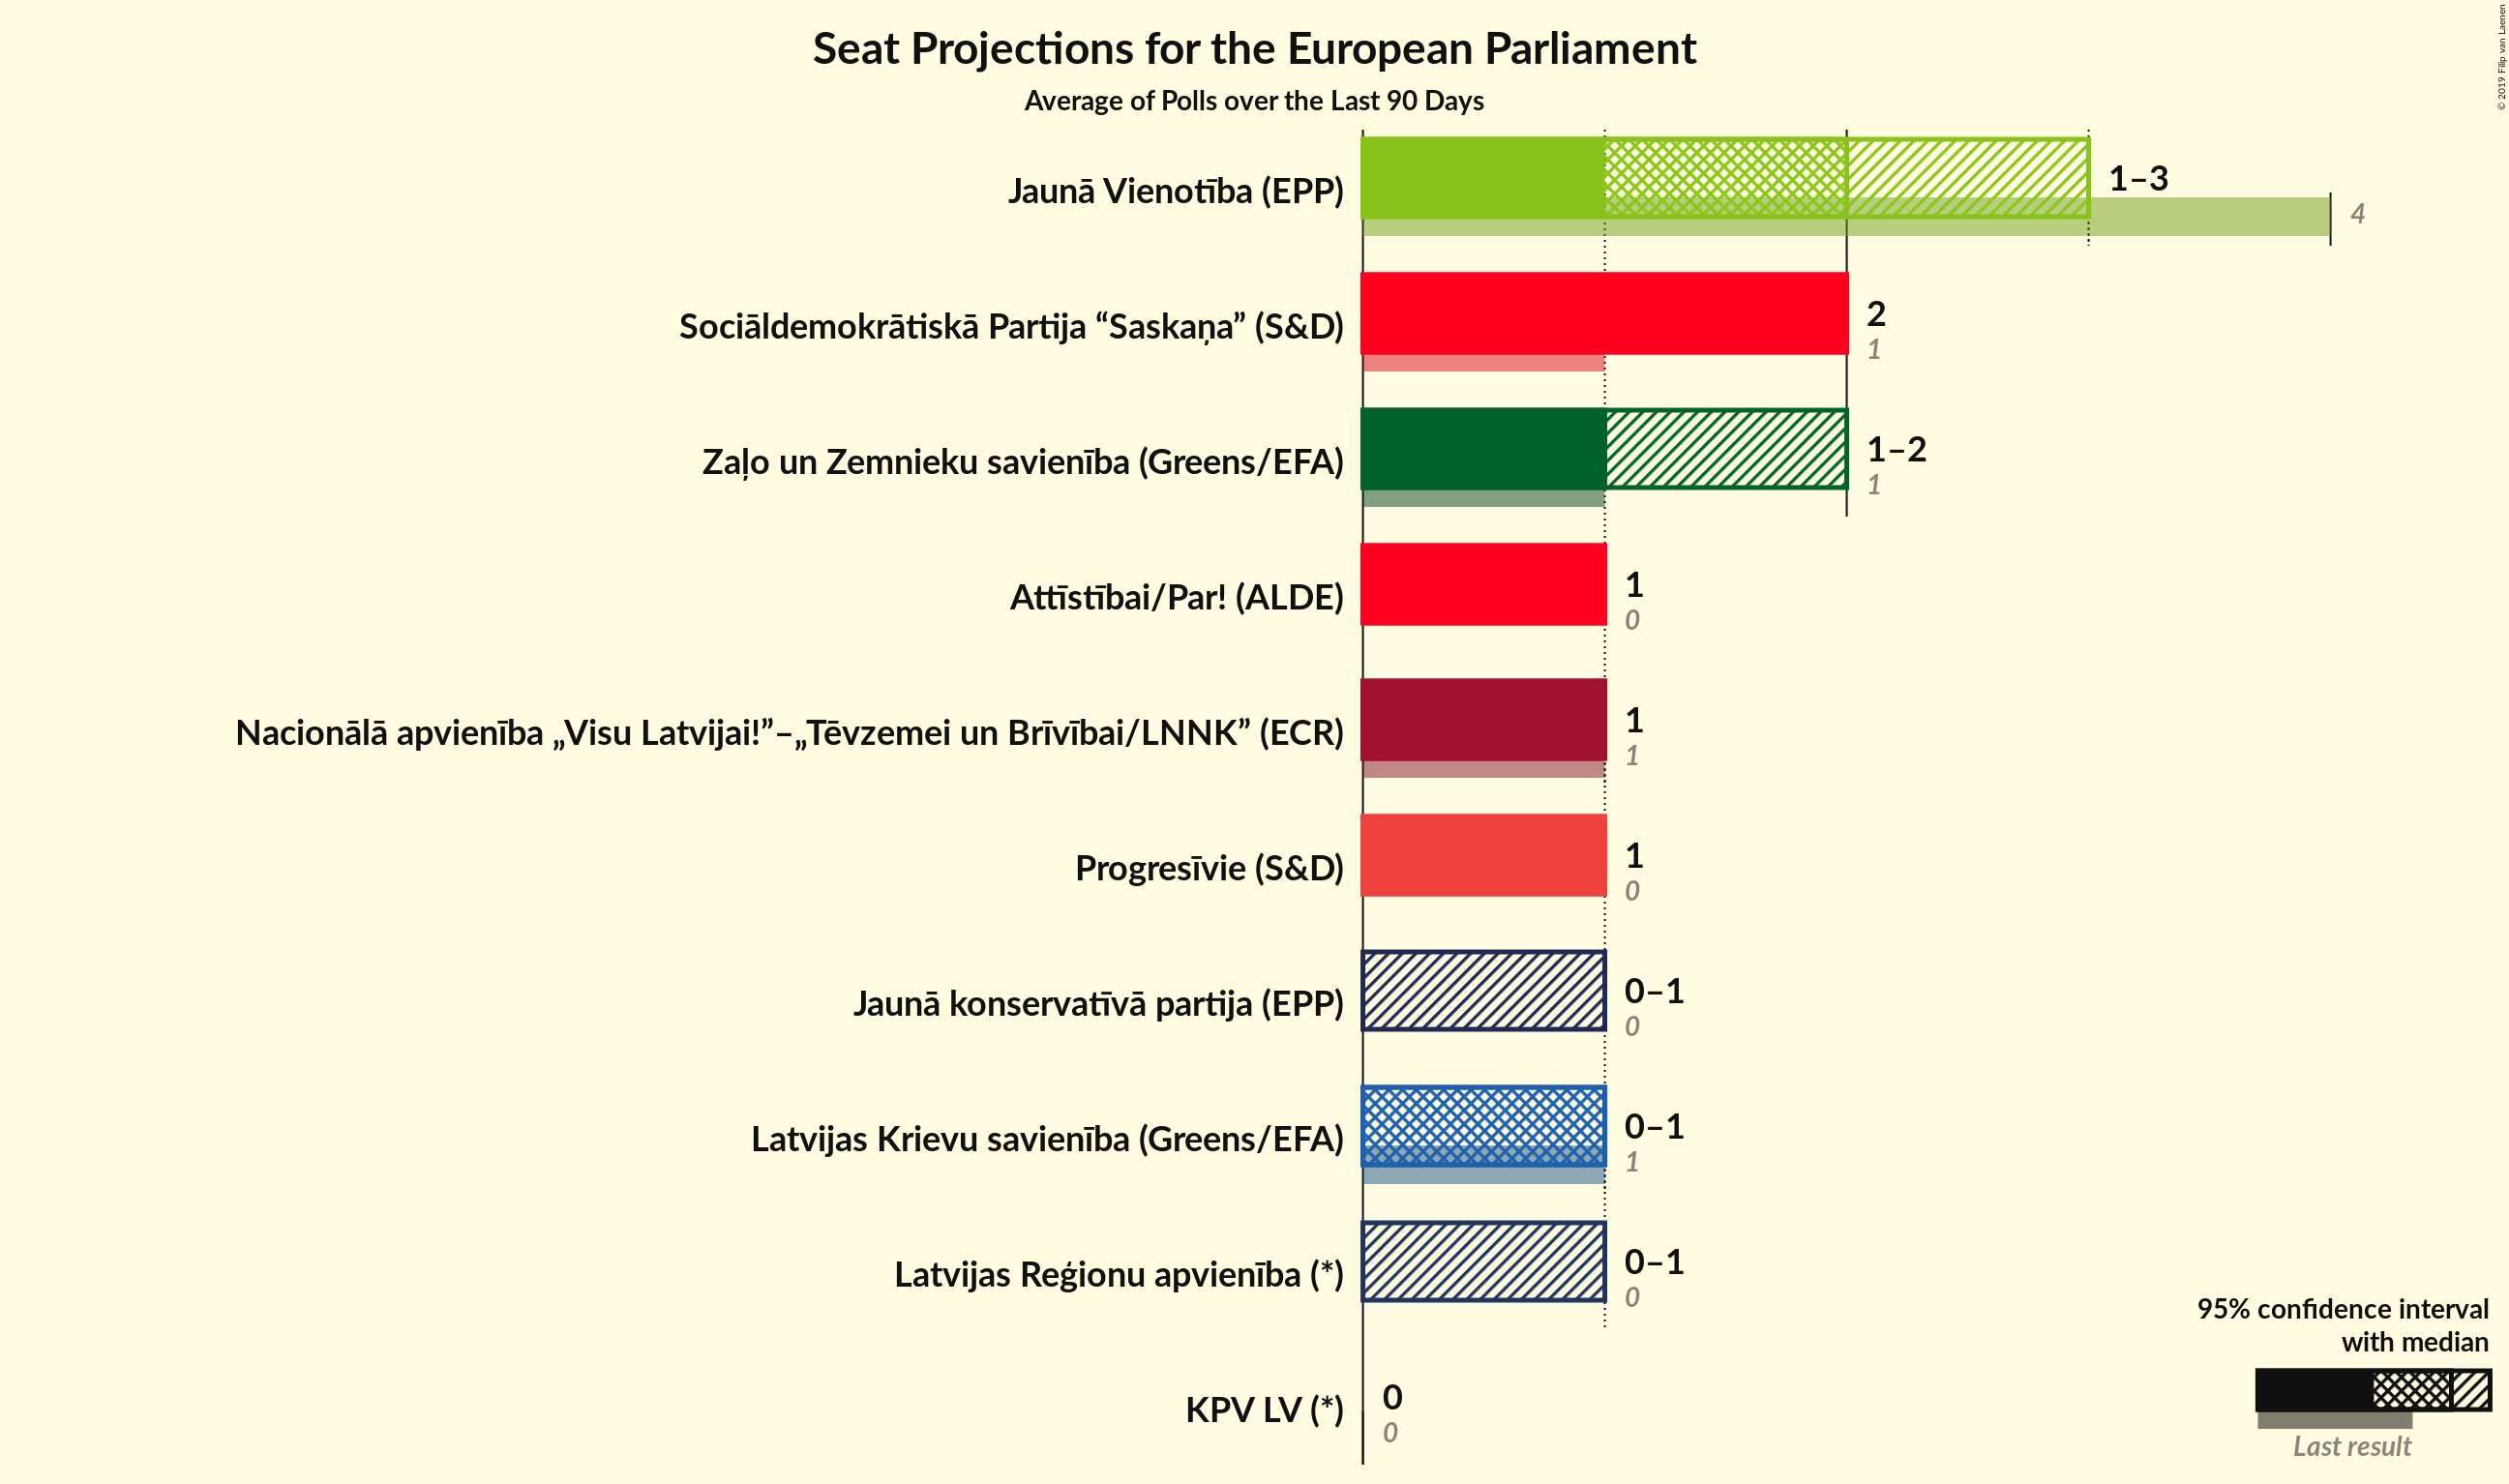 Seat Projections for the European Parliament
Average of Polls over the Last 90 Days
© 2019 Filip van Laenen
Jaunā Vienotība (EPP)
1–3
4
Sociāldemokrātiskā Partija “Saskaņa” (S&D)
2
1
Zaļo un Zemnieku savienība (Greens/EFA)
1–2
1
Attīstībai/Par! (ALDE)
1
0
Nacionālā apvienība „Visu Latvijai!”–„Tēvzemei un Brīvībai/LNNK” (ECR)
1
1
Progresīvie (S&D)
1
0
Jaunā konservatīvā partija (EPP)
0–1
0
Latvijas Krievu savienība (Greens/EFA)
0–1
1
Latvijas Reģionu apvienība (*)
0–1
0
KPV LV (*)
0
0
95% confidence interval
with median
Last result